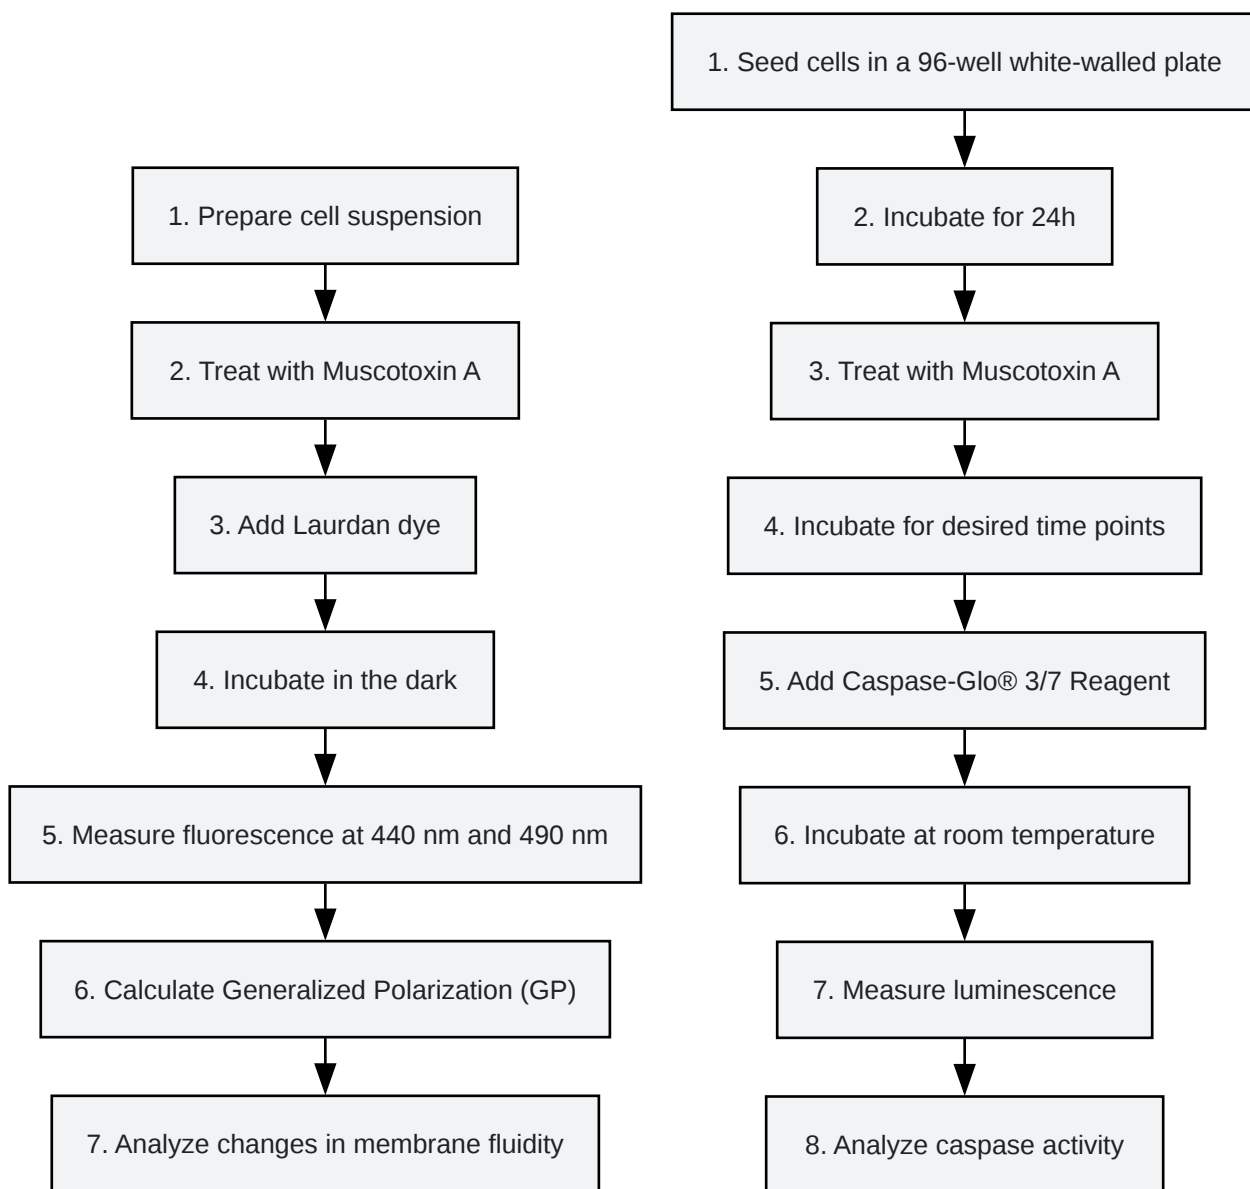 1. Prepare cell suspension
2. Treat with Muscotoxin A
3. Add Laurdan dye
4. Incubate in the dark
5. Measure fluorescence at 440 nm and 490 nm
6. Calculate Generalized Polarization (GP)
7. Analyze changes in membrane fluidity
1. Seed cells in a 96-well white-walled plate
2. Incubate for 24h
3. Treat with Muscotoxin A
4. Incubate for desired time points
5. Add Caspase-Glo® 3/7 Reagent
6. Incubate at room temperature
7. Measure luminescence
8. Analyze caspase activity